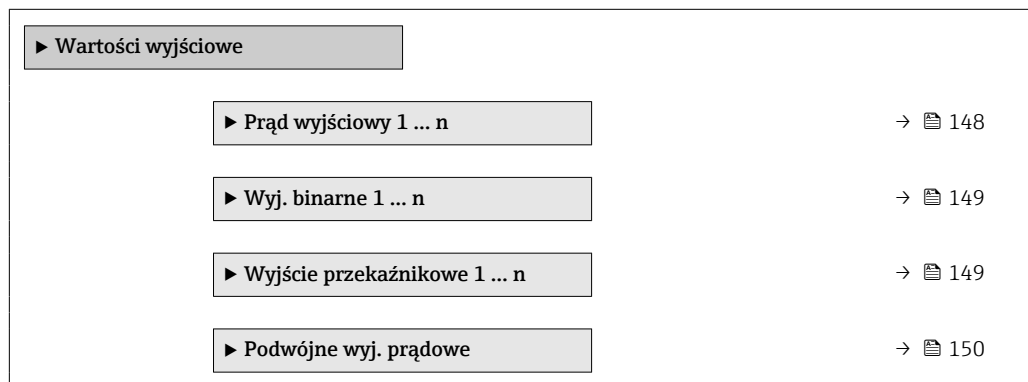 ▶ Wartości wyjściowe
▶ Prąd wyjściowy 1 … n → 148
▶ Wyj. binarne 1 … n → 149
▶ Wyjście przekaźnikowe 1 … n → 149
▶ Podwójne wyj. prądowe → 150